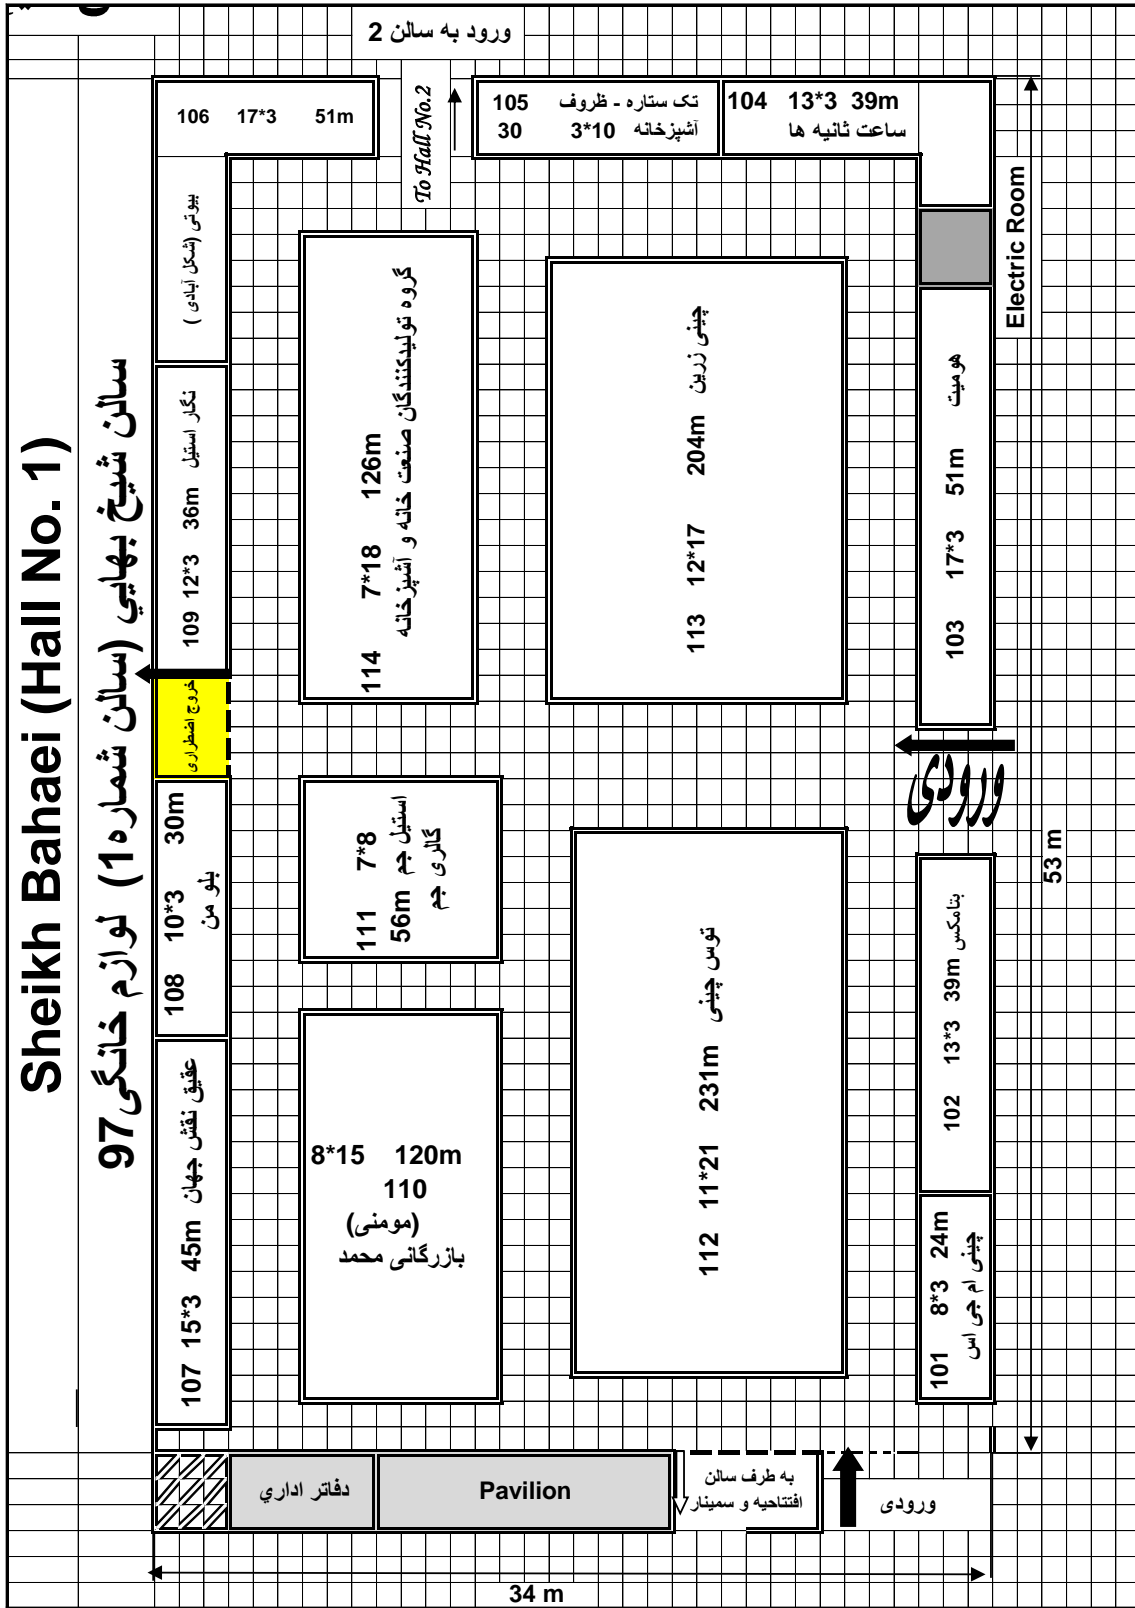 Sheikh Bahaei (Hall No. 1)
سالن شيخ بهايي (سالن شماره1) لوازم خانگی97
ورود به سالن 2
To Hall No.2
106 17*3 51m
بیوتی (شکل آبادی )
105 تک ستاره - ظروف
30 3*10 آشپزخانه
104 13*3 39m
ساعت ثانیه ها
Electric Room
109 12*3 36m نگار استیل
خروج اضطراری
114 7*18 126m
گروه تولیدکنندگان صنعت خانه و آشپزخانه
113 12*17 204m چینی زرین
103 17*3 51m هومیت
ورودی
53 m
108 10*3 30m
بلو من
111 7*8
استیل جم 56m
گالری جم
107 15*3 45m عقیق نقش جهان
8*15 120m
110
(مومنی)
بازرگانی محمد
112 11*21 231m توس چینی
102 13*3 39m بتامکس
101 8*3 24m
چینی ام جی اس
دفاتر اداري
Pavilion
به طرف سالن
افتتاحیه و سمینار
ورودی
34 m